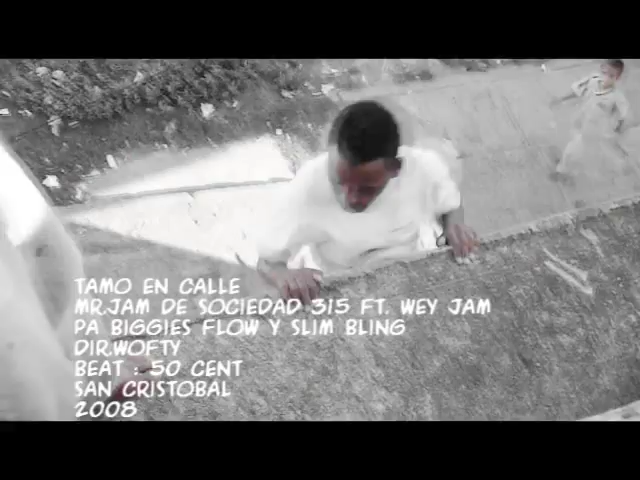 TAMO EN CALLE
MR.JAM DE SOCIEDAD 315 FT. WEY JAM
PA BIGGIES FLOW Y SLIM BLING
DIR.WOFTY
BEAT : 50 CENT
SAN CRISTOBAL
2008